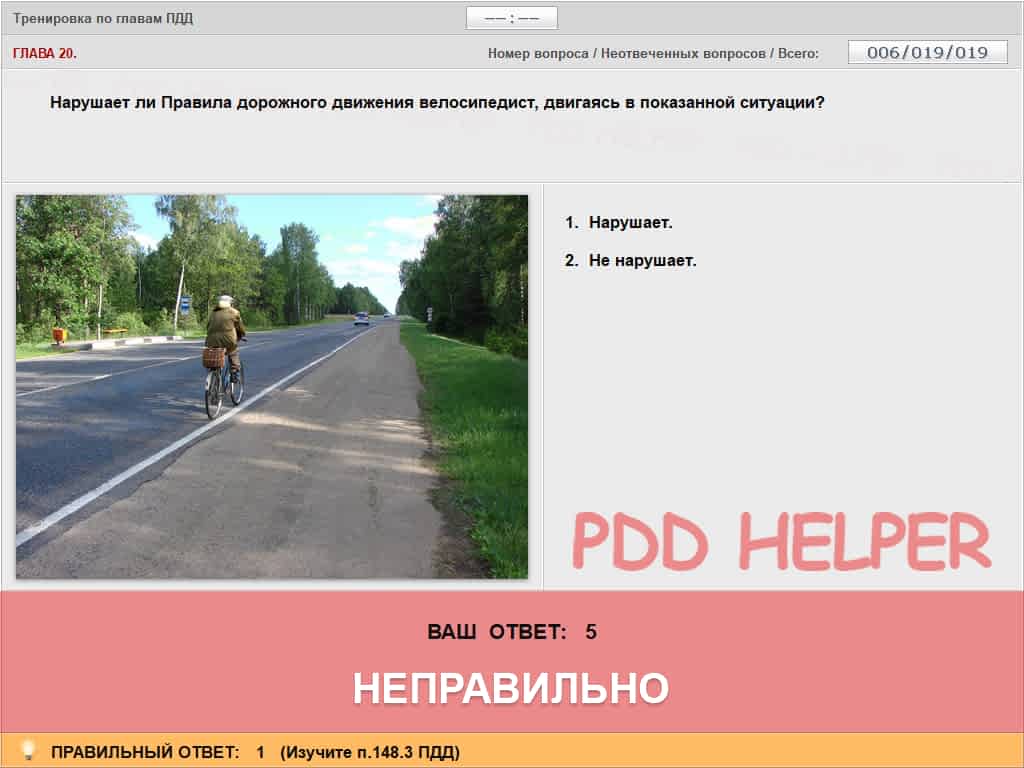 Тренировка по главам ПДД
—— : ——
ГЛАВА 20.
Номер вопроса / Неотвеченных вопросов / Всего: 006/019/019
Нарушает ли Правила дорожного движения велосипедист, двигаясь в показанной ситуации?
1. Нарушает.
2. Не нарушает.
PDD HELPER
ВАШ ОТВЕТ: 5
НЕПРАВИЛЬНО
ПРАВИЛЬНЫЙ ОТВЕТ: 1 (Изучите п.148.3 ПДД)